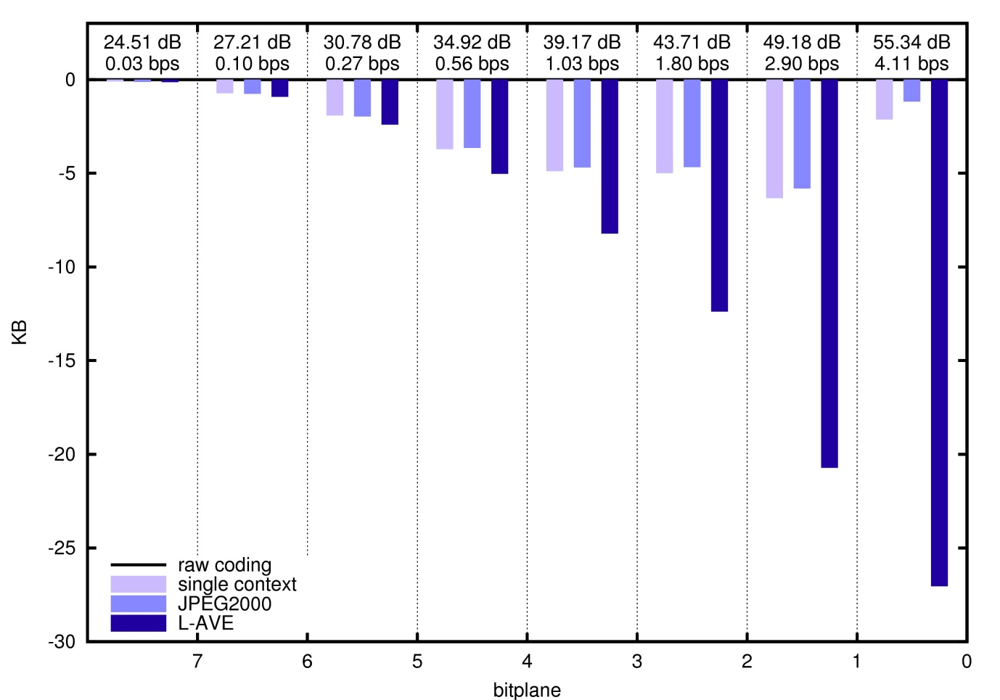 24.51 dB 27.21 dB 30.78 dB 34.92 dB 39.17 dB 43.71 dB 49.18 dB 55.34 dB
0.03 bps 0.10 bps 0.27 bps 0.56 bps 1.03 bps 1.80 bps 2.90 bps 4.11 bps
0
-5
-10
KB
-15
-20
-25
raw coding
single context
JPEG2000
L-AVE
-30
7 6 5 4 3 2 1 0
bitplane